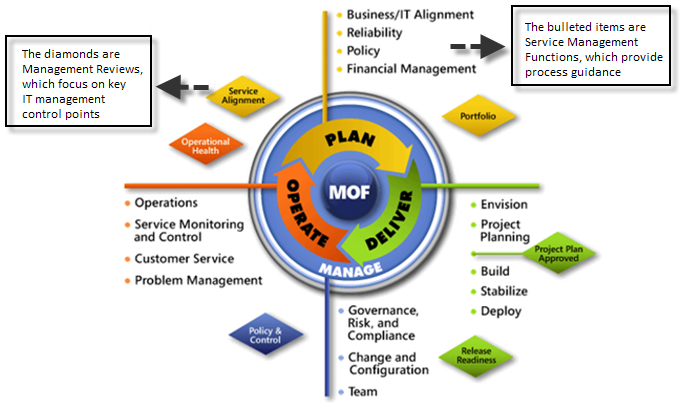 Business/IT Alignment
Reliability
Policy
Financial Management
The bulleted items are
Service Management
Functions, which provide
process guidance
The diamonds are
Management Reviews,
which focus on key
IT management
control points
Service
Alignment
Portfolio
Operational
Health
PLAN
DELIVER
OPERATE
MOF
MANAGE
Operations
Service Monitoring
and Control
Customer Service
Problem Management
Envision
Project
Planning
Project Plan
Approved
Build
Stabilize
Deploy
Policy &
Control
Governance,
Risk, and
Compliance
Change and
Configuration
Team
Release
Readiness